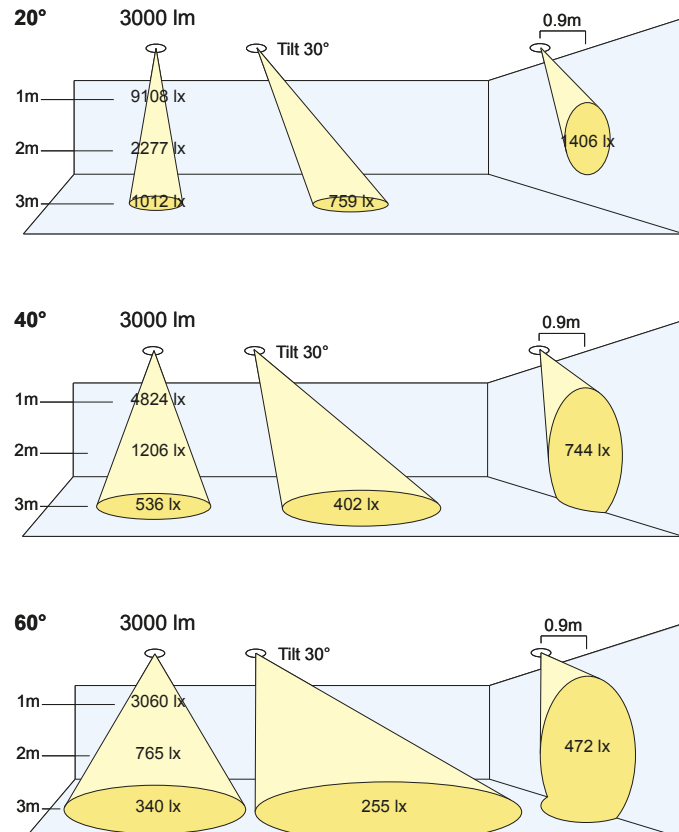 20° 3000 lm 0.9m
Tilt 30°
1m 9108 lx
2m 2277 lx 1406 lx
3m 1012 lx 759 lx
40° 3000 lm 0.9m
Tilt 30°
1m 4824 lx
2m 1206 lx 744 lx
3m 536 lx 402 lx
60° 3000 lm 0.9m
Tilt 30°
1m 3060 lx
2m 765 lx 472 lx
3m 340 lx 255 lx